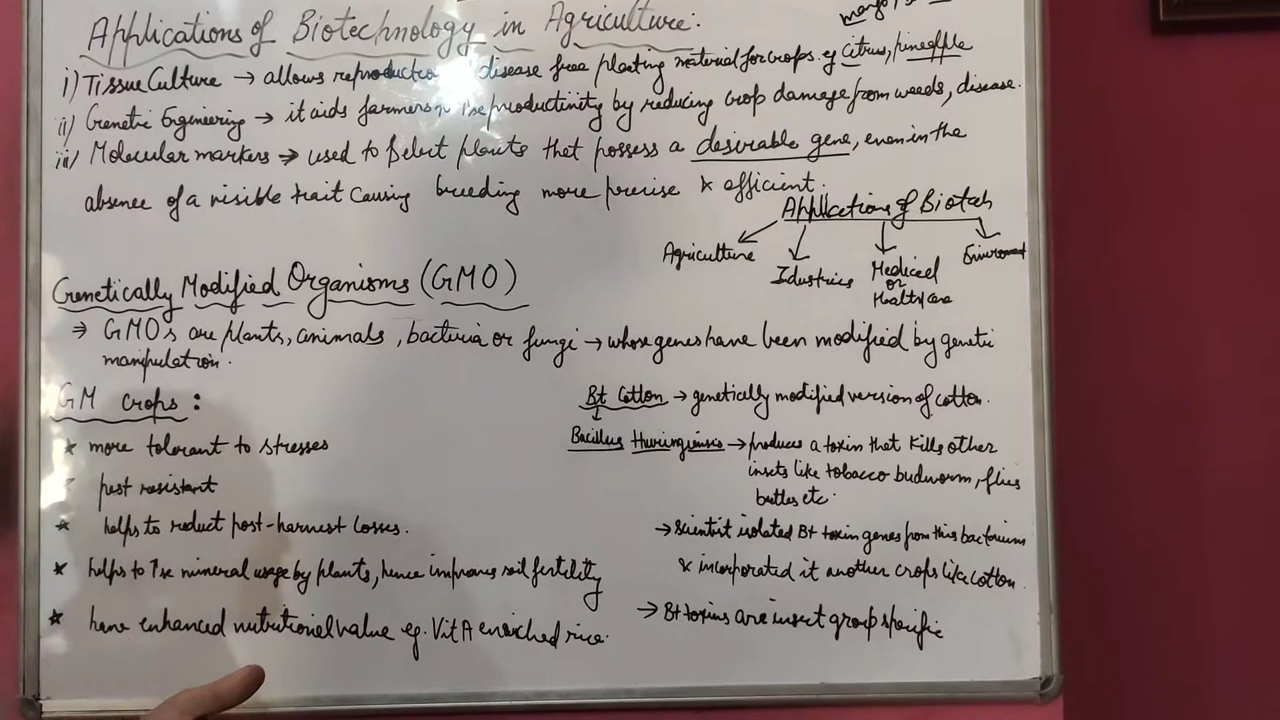 mango,
Applications of Biotechnology in Agriculture:
i) Tissue Culture → allows reproductio disease free planting material for crops. eg citrus, pineapple
ii) Genetic Engineering → it aids farmers ↑se productivity by reducing crop damage from weeds, disease.
iii) Molecular markers → used to select plants that possess a desirable gene, even in the
absence of a visible trait causing breeding more precise & efficient.
Applications of Biotech
Agriculture Industries Medical or Healthcare Enviroment
Genetically Modified Organisms (GMO)
⇒ GMO's are plants, animals, bacteria or fungi → whose genes have been modified by genetic
manipulation.
GM crops:
* more tolerant to stresses
pest resistant
* helps to reduct post-harvest losses.
* helps to ↑se mineral usage by plants, hence improves soil fertility
* have enhanced nutritional value eg. Vit A enriched rice.
Bt Cotton → genetically modified version of cotton.
↓
Bacillus thuringiensis → produces a toxin that kills other
insects like tobacco budworm, flies
beetles etc.
→ scientist isolated Bt toxin genes from this bacterium
& incorporated it another crops like cotton.
→ Bt toxins are insect group specific